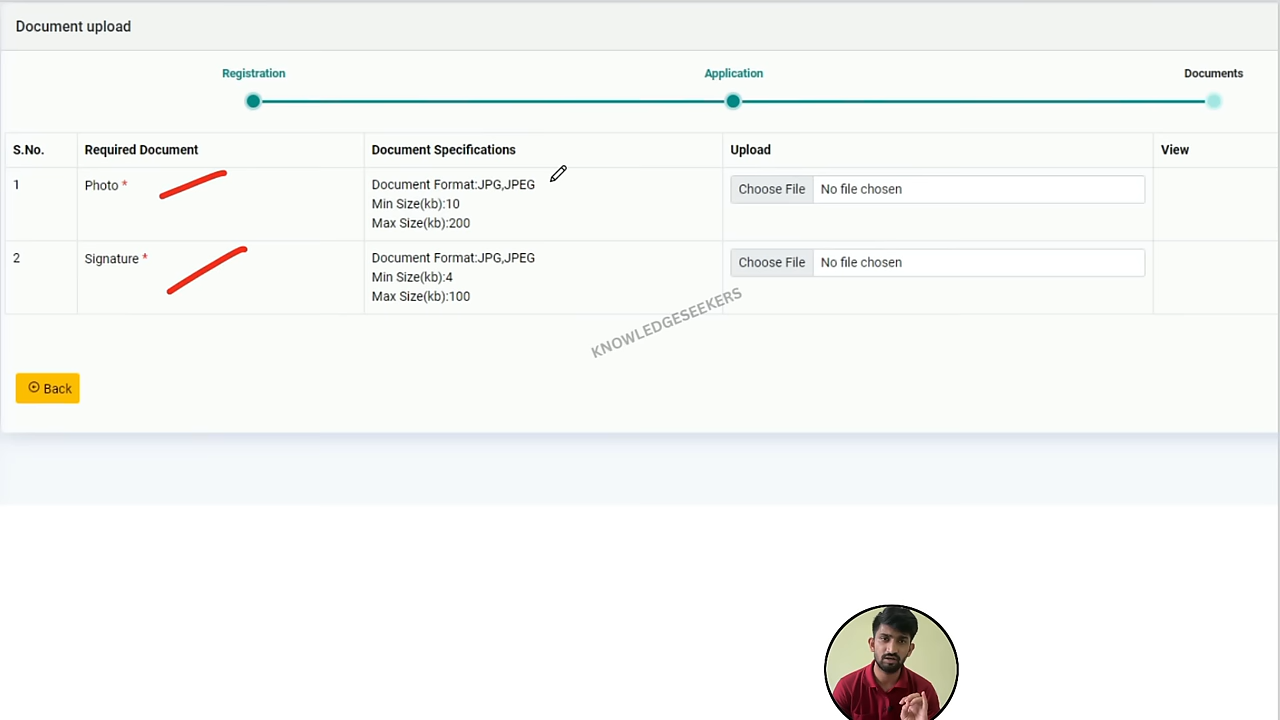 Document upload
Registration
Application
Documents
S.No.
Required Document
Document Specifications
Upload
View
1
Photo *
Document Format:JPG,JPEG
Min Size(kb):10
Max Size(kb):200
Choose File
No file chosen
2
Signature *
Document Format:JPG,JPEG
Min Size(kb):4
Max Size(kb):100
Choose File
No file chosen
KNOWLEDGESEEKERS
Back